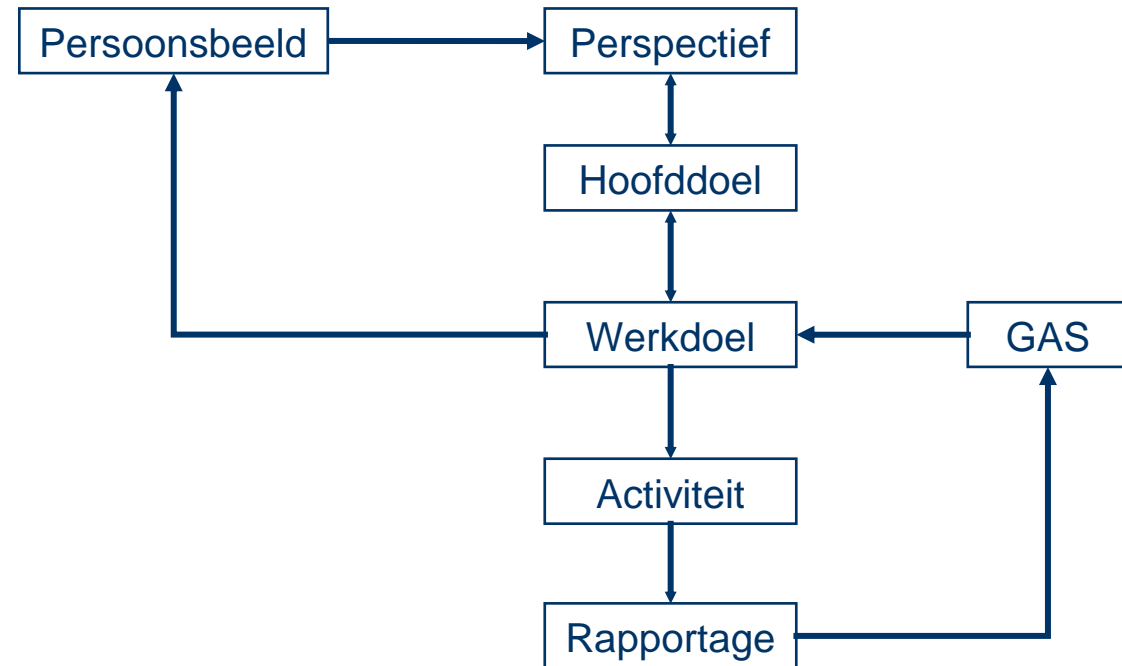 Persoonsbeeld
Perspectief
Hoofddoel
Werkdoel
GAS
Activiteit
Rapportage